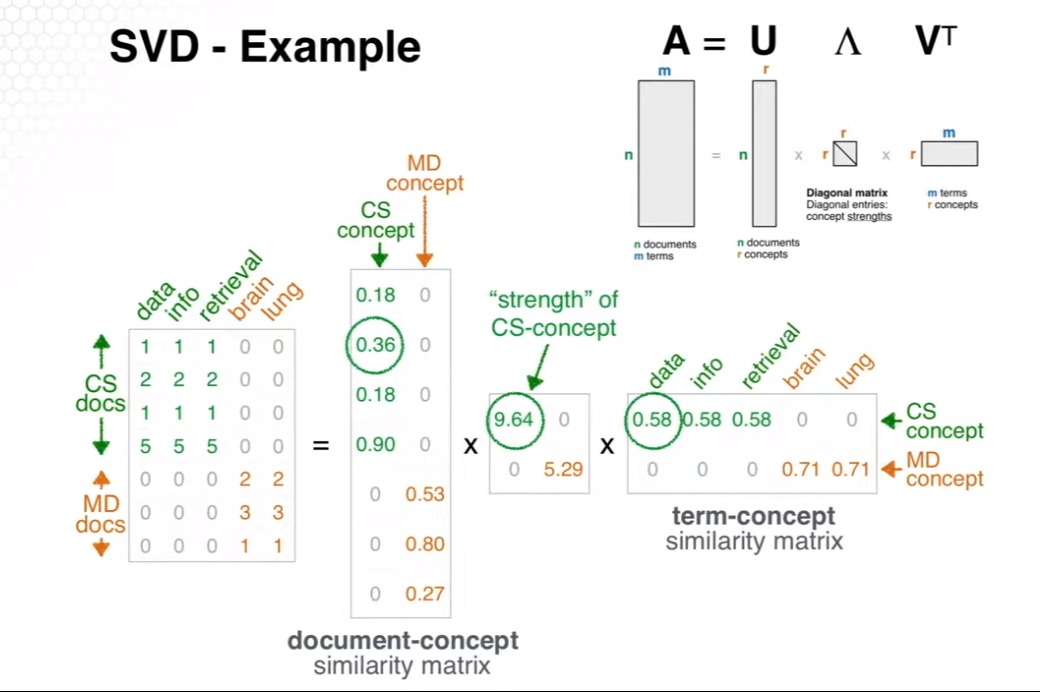 SVD - Example
A = U Λ Vᵀ
m
n
=
r
n
x
r
r
x
m
r
n documents
m terms
n documents
r concepts
Diagonal matrix
Diagonal entries:
concept strengths
m terms
r concepts
data info retrieval brain lung
CS
docs
MD
docs
1 1 1 0 0
2 2 2 0 0
1 1 1 0 0
5 5 5 0 0
0 0 0 2 2
0 0 0 3 3
0 0 0 1 1
=
MD
concept
CS
concept
0.18 0
0.36 0
0.18 0
0.90 0
0 0.53
0 0.80
0 0.27
document-concept
similarity matrix
x
"strength" of
CS-concept
9.64 0
0 5.29
x
data info retrieval brain lung
0.58 0.58 0.58 0 0
0 0 0 0.71 0.71
CS
concept
MD
concept
term-concept
similarity matrix